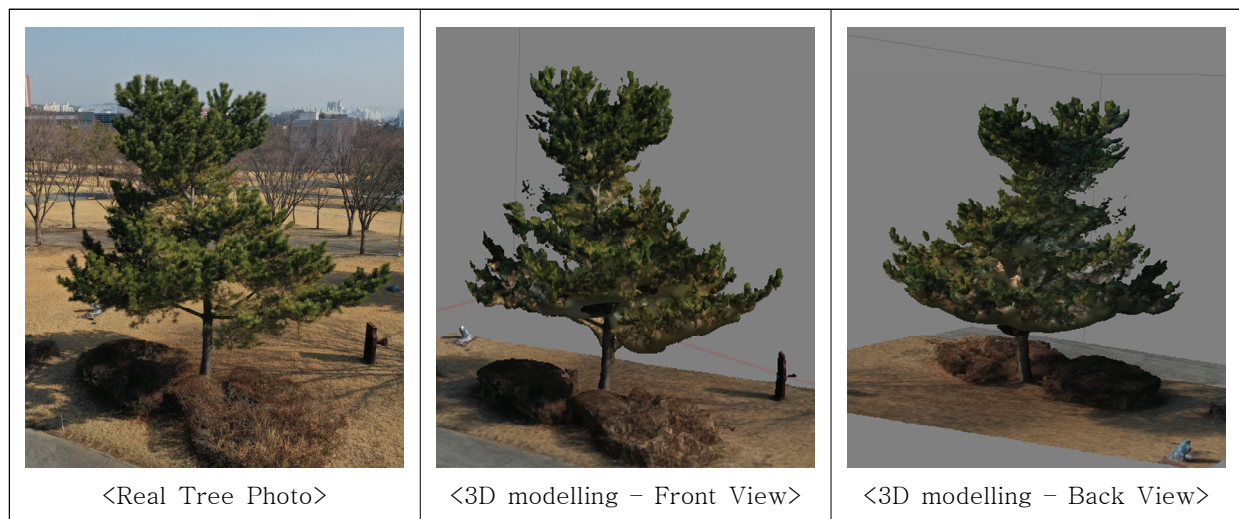 <Real Tree Photo>
<3D modelling - Front View>
<3D modelling - Back View>